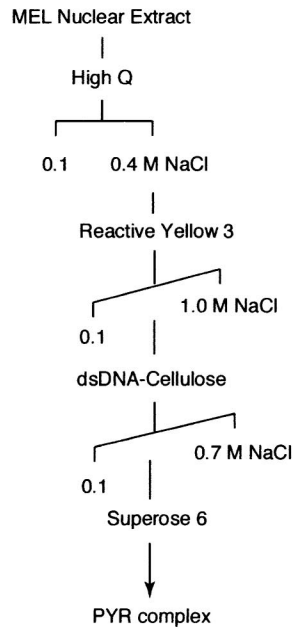 MEL Nuclear Extract
High Q
0.1 0.4 M NaCl
Reactive Yellow 3
1.0 M NaCl
0.1
dsDNA-Cellulose
0.7 M NaCl
0.1
Superose 6
PYR complex